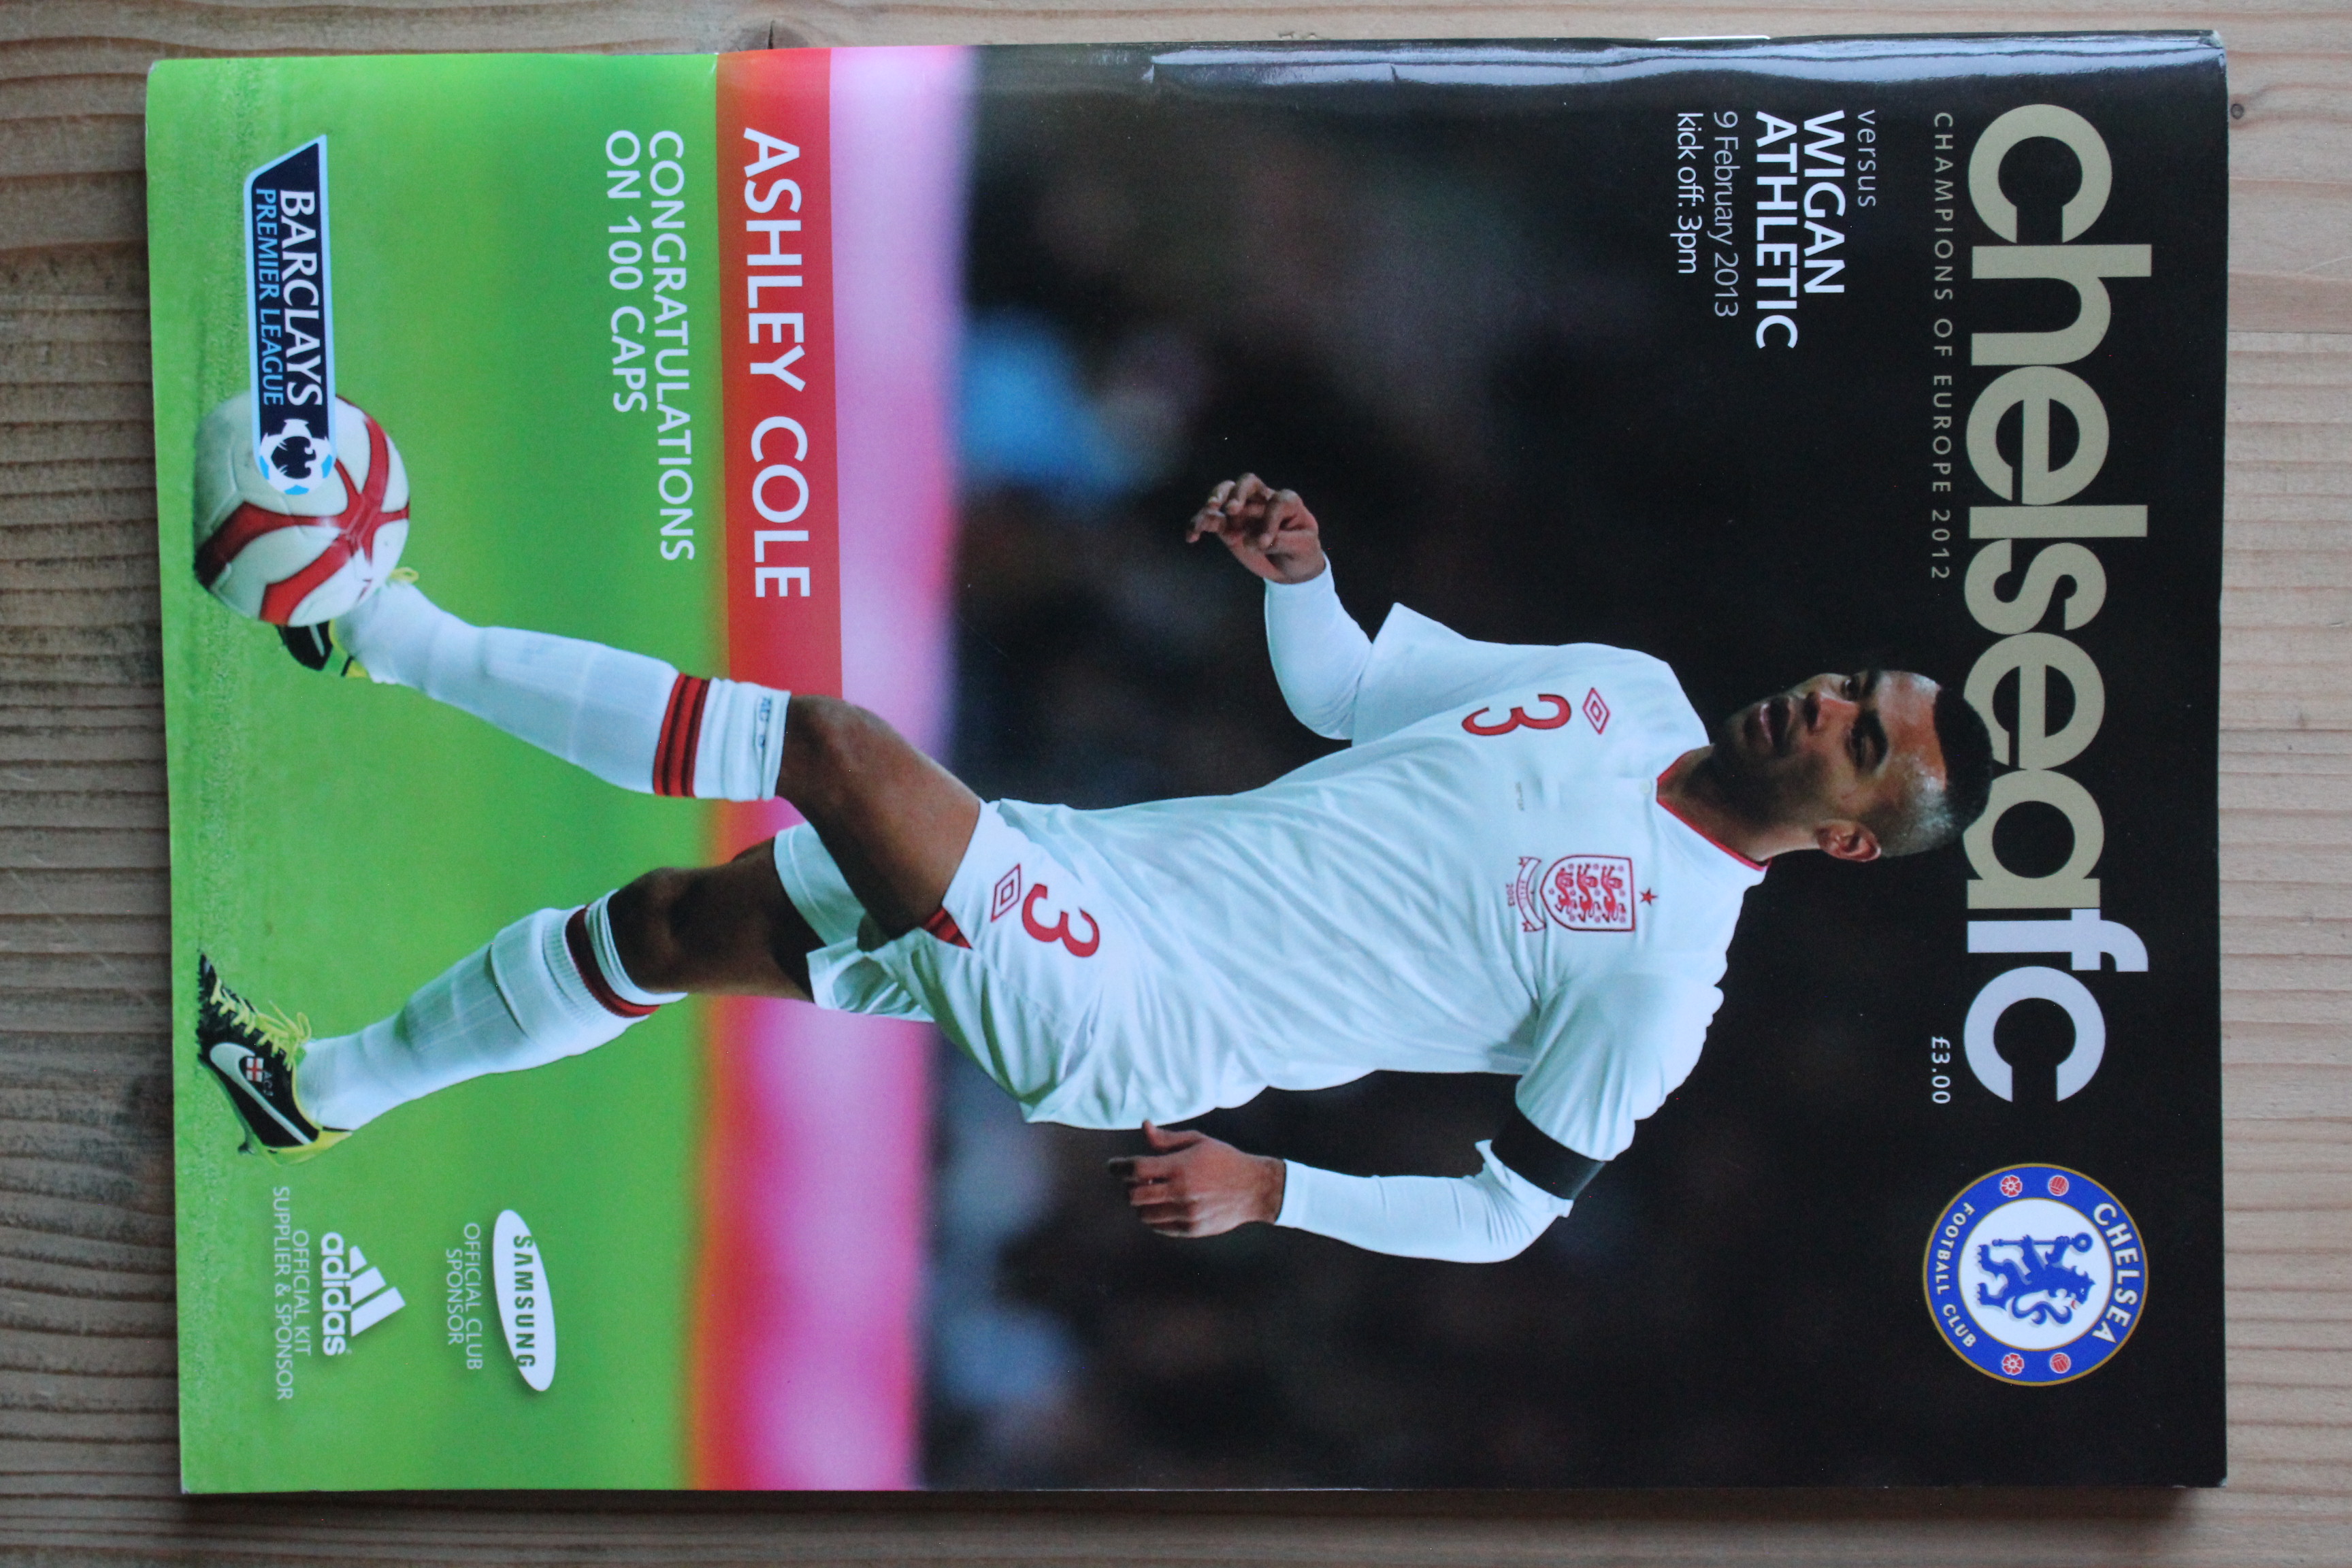 chelseafc
CHAMPIONS OF EUROPE 2012
£3.00
CHELSEA
FOOTBALL CLUB
versus
WIGAN
ATHLETIC
9 February 2013
kick off: 3pm
3
3
ASHLEY COLE
CONGRATULATIONS
ON 100 CAPS
SAMSUNG
OFFICIAL CLUB
SPONSOR
BARCLAYS
PREMIER LEAGUE
adidas
OFFICIAL KIT
SUPPLIER & SPONSOR